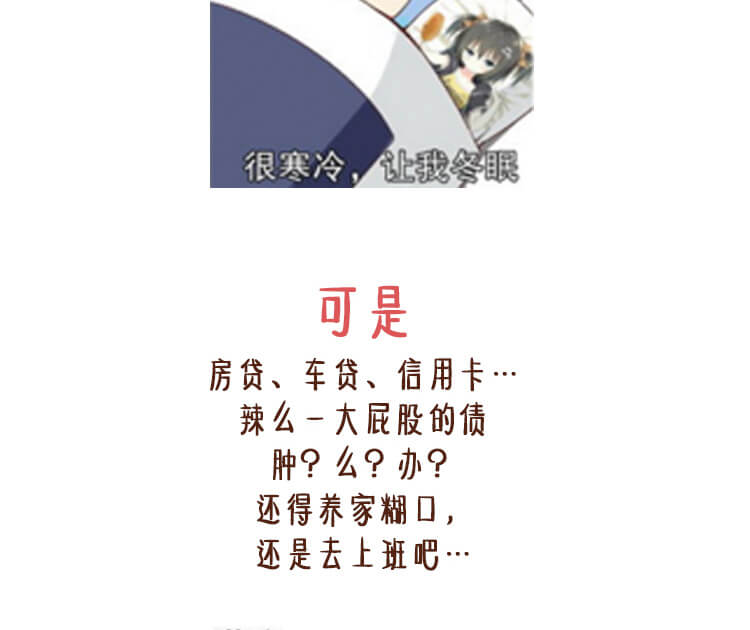 很寒冷，让我冬眠
可是
房贷、车贷、信用卡…
辣么一大屁股的债
肿？么？办？
还得养家糊口，
还是去上班吧…